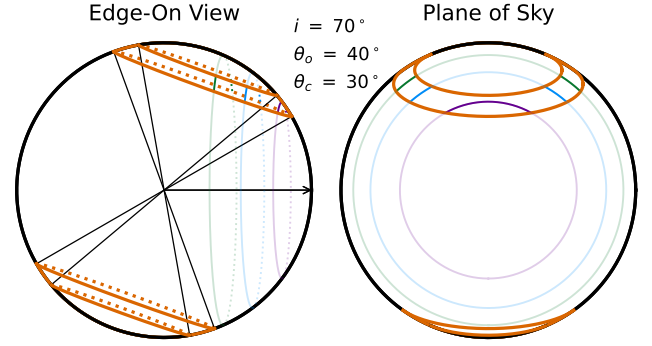 Edge-On View
Plane of Sky
i = 70°
θo = 40°
θc = 30°